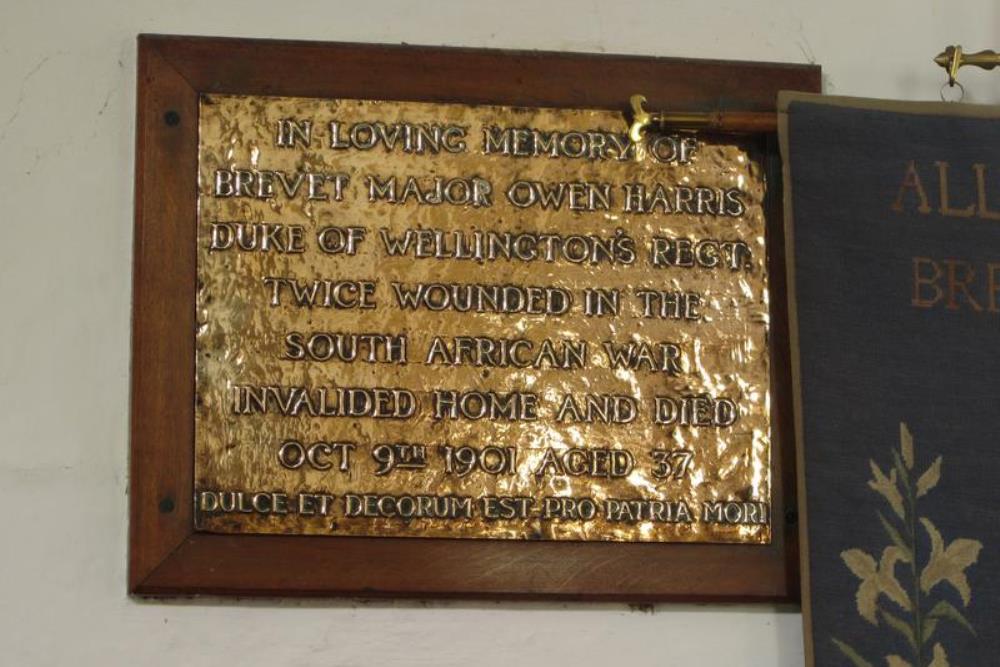 IN LOVING MEMORY OF
BREVET MAJOR OWEN HARRIS
DUKE OF WELLINGTON'S REGT.
TWICE WOUNDED IN THE
SOUTH AFRICAN WAR
INVALIDED HOME AND DIED
OCT 9TH 1901 AGED 37
DULCE ET DECORUM EST PRO PATRIA MORI
ALL